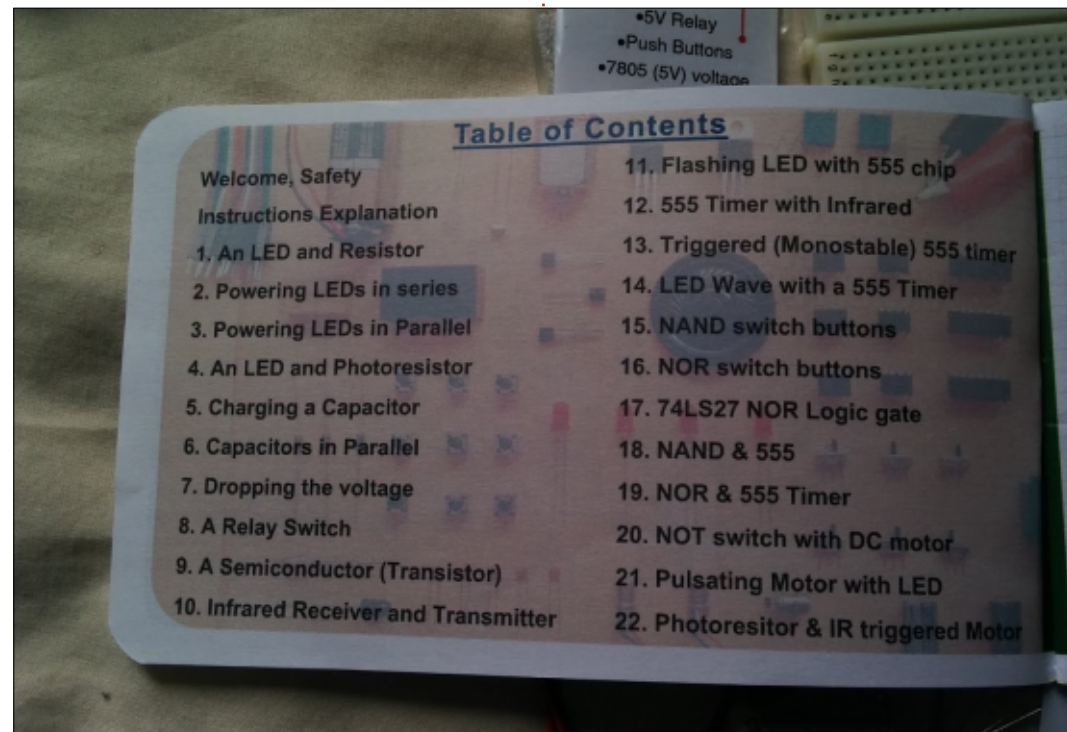 •5V Relay
•Push Buttons
•7805 (5V) voltage
Table of Contents
Welcome, Safety
Instructions Explanation
1. An LED and Resistor
2. Powering LEDs in series
3. Powering LEDs in Parallel
4. An LED and Photoresistor
5. Charging a Capacitor
6. Capacitors in Parallel
7. Dropping the voltage
8. A Relay Switch
9. A Semiconductor (Transistor)
10. Infrared Receiver and Transmitter
11. Flashing LED with 555 chip
12. 555 Timer with Infrared
13. Triggered (Monostable) 555 timer
14. LED Wave with a 555 Timer
15. NAND switch buttons
16. NOR switch buttons
17. 74LS27 NOR Logic gate
18. NAND & 555
19. NOR & 555 Timer
20. NOT switch with DC motor
21. Pulsating Motor with LED
22. Photoresitor & IR triggered Motor